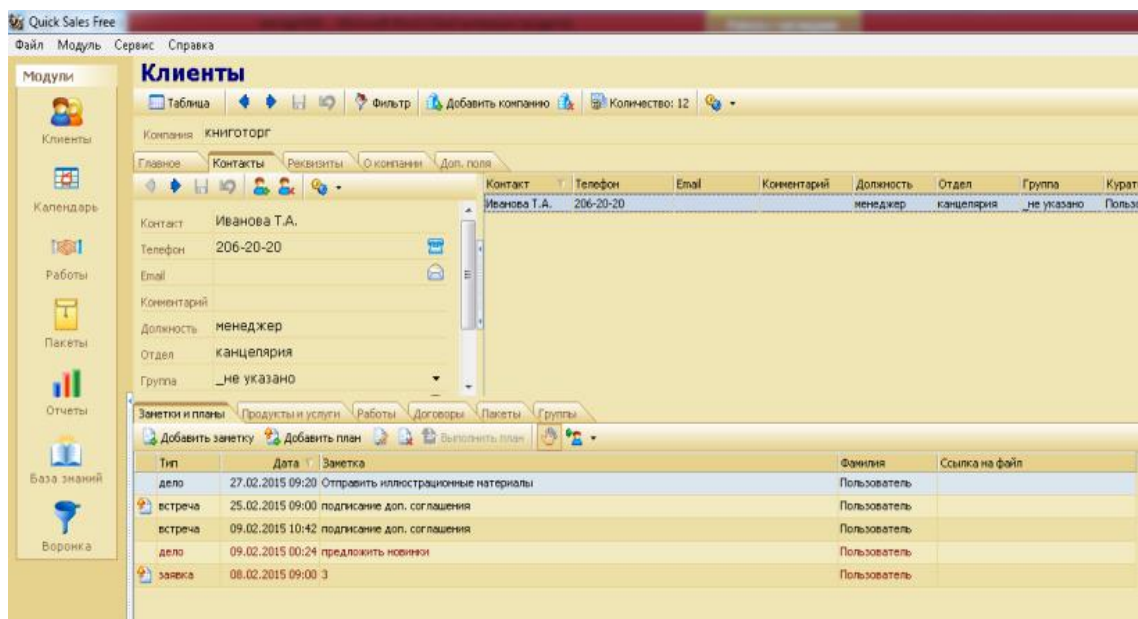 Quick Sales Free
Файл Модуль Сервис Справка
Модули
Клиенты
Календарь
Работы
Пакеты
Отчеты
База знаний
Воронка
Клиенты
Таблица Фильтр Добавить компанию Количество: 12
Компания книготорг
Главное Контакты Реквизиты О компании Доп. поля
Контакт Иванова Т.А.
Телефон 206-20-20
Email
Комментарий
Должность менеджер
Отдел канцелярия
Группа _не указано
Контакт Телефон Email Комментарий Должность Отдел Группа Курат
Иванова Т.А. 206-20-20 менеджер канцелярия _не указано Пользо
Заметки и планы Продукты и услуги Работы Договоры Пакеты Группы
Добавить заметку Добавить план Выполнить план
Тип Дата Заметка Фамилия Ссылка на файл
дело 27.02.2015 09:20 Отправить иллюстрационные материалы Пользователь
встреча 25.02.2015 09:00 подписание доп. соглашения Пользователь
встреча 09.02.2015 10:42 подписание доп. соглашения Пользователь
дело 09.02.2015 00:24 предложить новинки Пользователь
заявка 08.02.2015 09:00 3 Пользователь